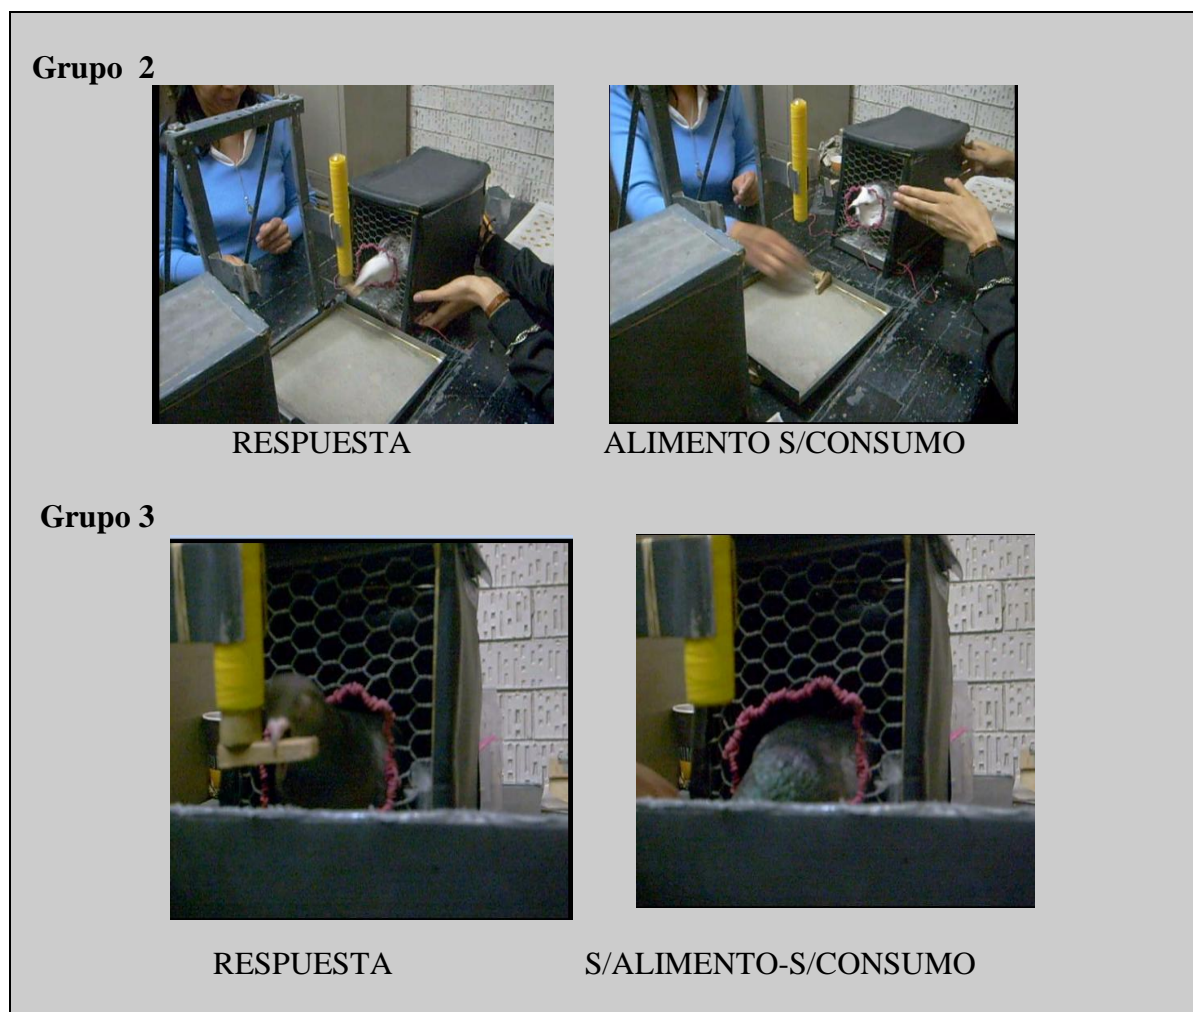 Grupo 2
RESPUESTA ALIMENTO S/CONSUMO
Grupo 3
RESPUESTA S/ALIMENTO-S/CONSUMO